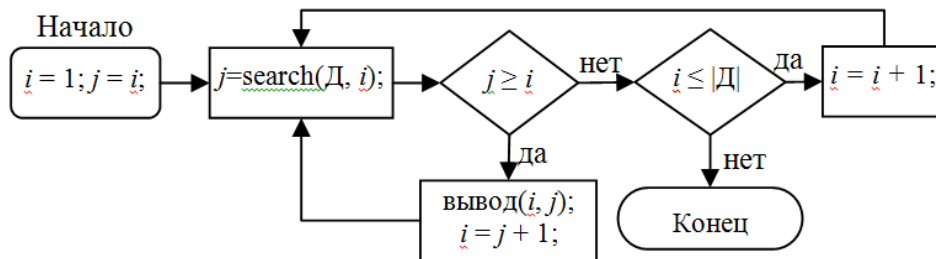 Начало
i = 1; j = i;
j=search(Д, i);
j ≥ i
нет
i ≤ |Д|
да
i = i + 1;
да
вывод(i, j);
i = j + 1;
нет
Конец